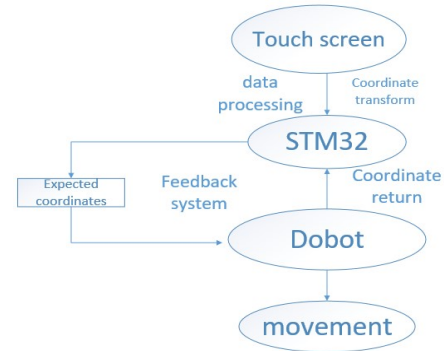 Touch screen
data
processing
Coordinate
transform
STM32
Expected
coordinates
Feedback
system
Coordinate
return
Dobot
movement